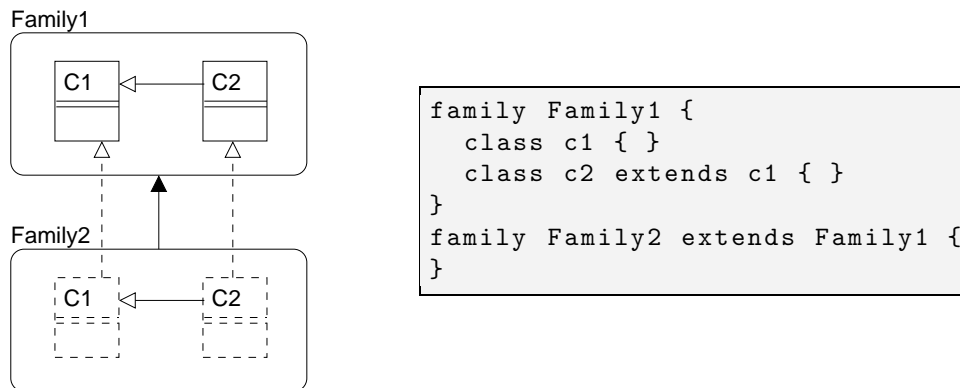 Family1
C1 C2
Family2
C1 C2
family Family1 {
  class c1 { }
  class c2 extends c1 { }
}
family Family2 extends Family1 {
}